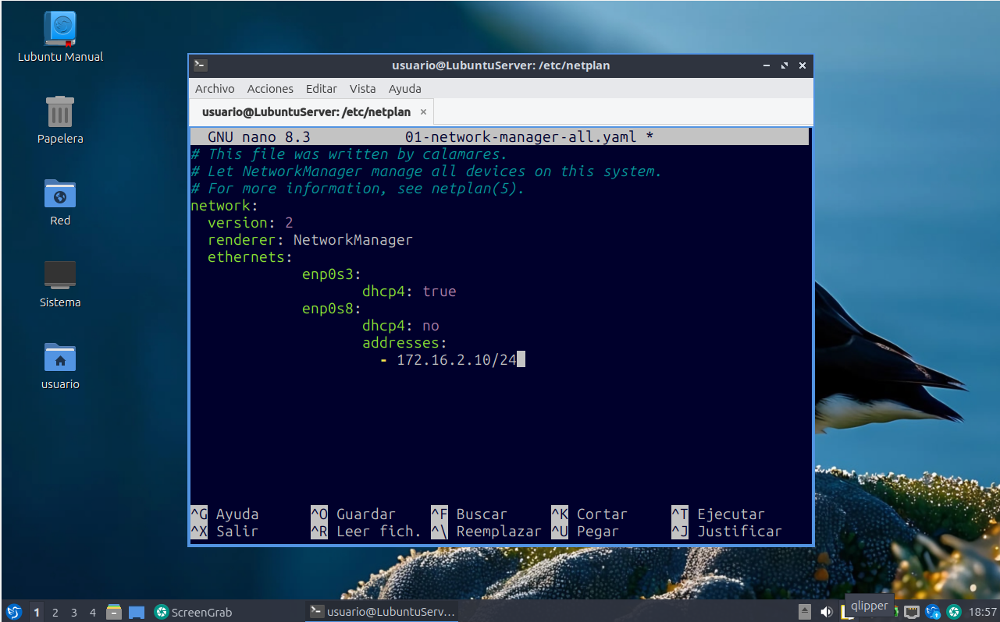 Lubuntu Manual
Papelera
Red
Sistema
usuario
usuario@LubuntuServer: /etc/netplan
Archivo Acciones Editar Vista Ayuda
usuario@LubuntuServer: /etc/netplan ×
GNU nano 8.3 01-network-manager-all.yaml *
# This file was written by calamares.
# Let NetworkManager manage all devices on this system.
# For more information, see netplan(5).
network:
  version: 2
  renderer: NetworkManager
  ethernets:
             enp0s3:
                    dhcp4: true
             enp0s8:
                    dhcp4: no
                    addresses:
                      - 172.16.2.10/24
^G Ayuda ^O Guardar ^F Buscar ^K Cortar ^T Ejecutar
^X Salir ^R Leer fich. ^\ Reemplazar ^U Pegar ^J Justificar
qlipper
1 2 3 4 ScreenGrab usuario@LubuntuServ... 18:57